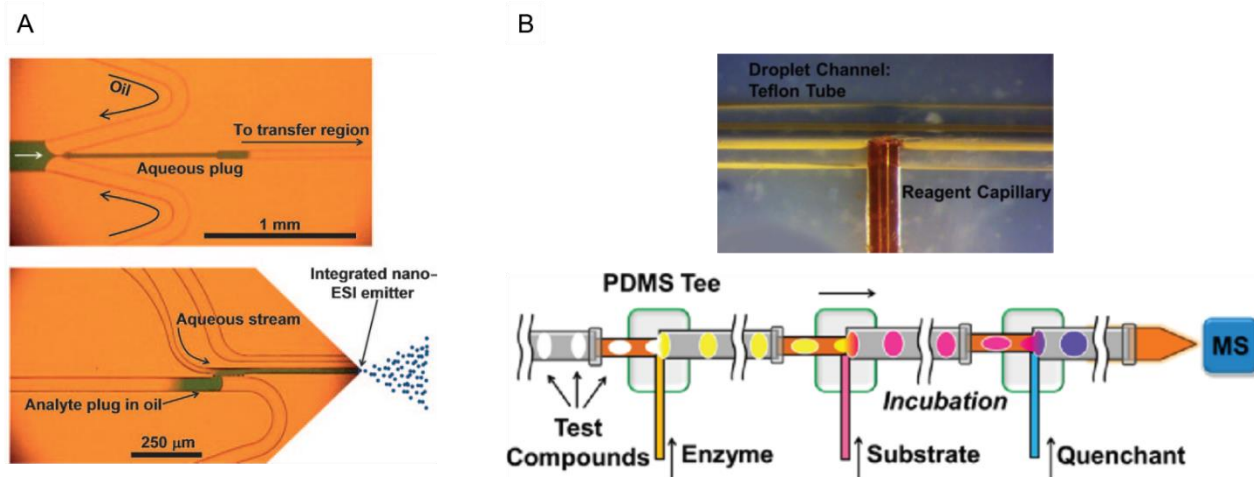 A
Oil
To transfer region
Aqueous plug
1 mm
Integrated nano-
ESI emitter
Aqueous stream
Analyte plug in oil
250 μm
B
Droplet Channel:
Teflon Tube
Reagent Capillary
PDMS Tee
MS
Incubation
Test
Compounds
Enzyme
Substrate
Quenchant